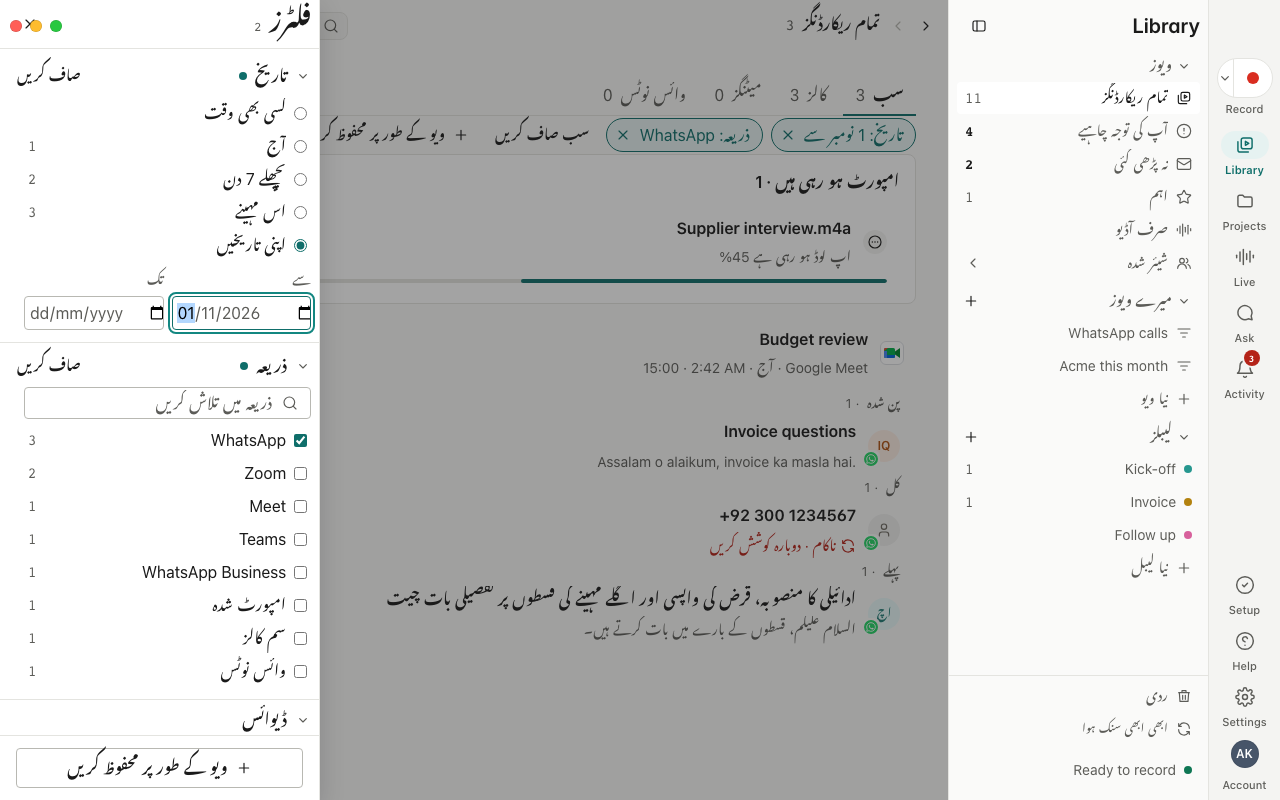 Record
Library
Projects
Live
Ask
3
Activity
Setup
Help
Settings
AK
Account
Library
ویوز
تمام ریکارڈنگز 11
آپ کی توجہ چاہیے 4
نہ پڑھی گئی 2
اہم 1
صرف آڈیو
شیئر شدہ
میرے ویوز
WhatsApp calls
Acme this month
نیا ویو
لیبلز
Kick-off 1
Invoice 1
Follow up
نیا لیبل
ردی
ابھی ابھی سنک ہوا
Ready to record
تمام ریکارڈنگز 3
سب 3 کالز 3 میٹنگز 0 وائس نوٹس 0
تاریخ: 1 نومبر سے ذریعہ: WhatsApp سب صاف کریں ویو کے طور پر محفوظ کریں
امپورٹ ہو رہی ہیں · 1
Supplier interview.m4a
اپ لوڈ ہو رہی ہے 45%
Budget review
15:00 · 2:42 AM · آج · Google Meet
پن شدہ · 1
Invoice questions
IQ
Assalam o alaikum, invoice ka masla hai.
کل · 1
+92 300 1234567
ناکام · دوبارہ کوشش کریں
پہلے · 1
ادائیگی کا منصوبہ، قرض کی واپسی اور اگلے مہینے کی قسطوں پر تفصیلی بات چیت
اچ
السلام علیکم، قسطوں کے بارے میں بات کرتے ہیں۔
فلٹرز 2
تاریخ صاف کریں
کسی بھی وقت
آج 1
پچھلے 7 دن 2
اس مہینے 3
اپنی تاریخیں
سے تک
01/11/2026 dd/mm/yyyy
ذریعہ صاف کریں
ذریعہ میں تلاش کریں
WhatsApp 3
Zoom 2
Meet 1
Teams 1
WhatsApp Business 1
امپورٹ شدہ 1
سم کالز 1
وائس نوٹس 1
ڈیوائس
ویو کے طور پر محفوظ کریں